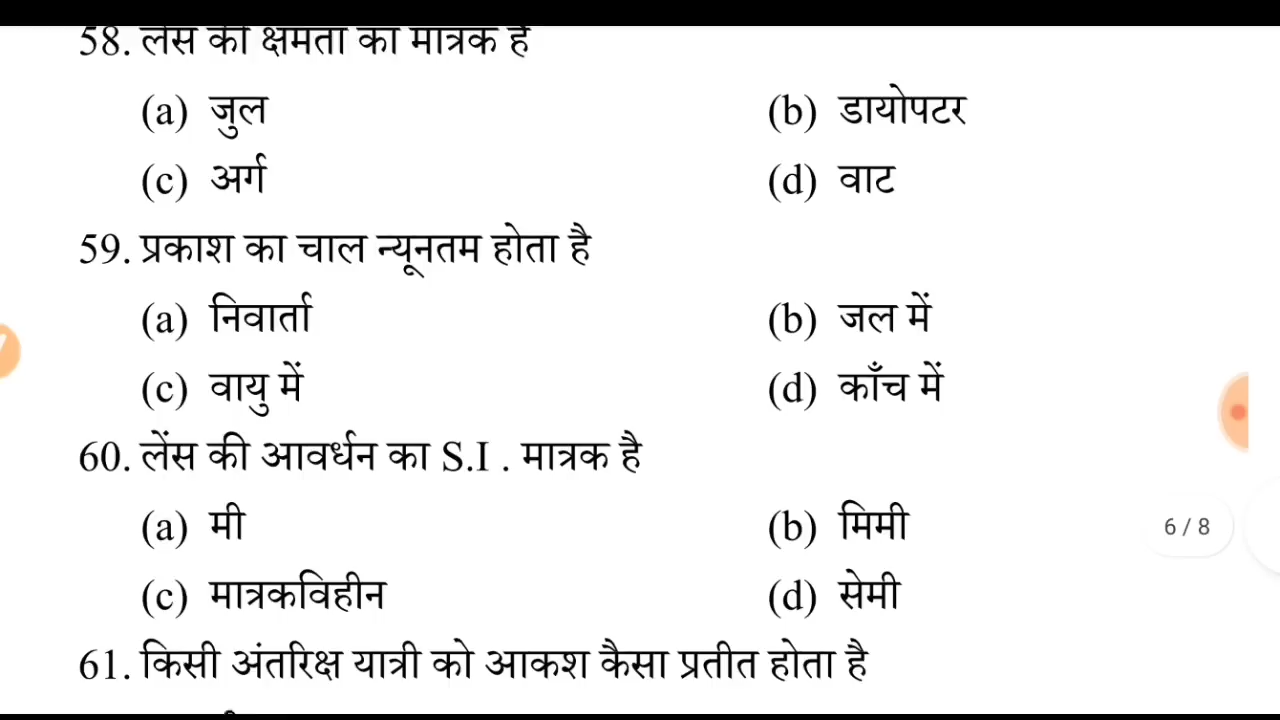 58. लेंस की क्षमता का मात्रक है
(a) जुल (b) डायोपटर
(c) अर्ग (d) वाट
59. प्रकाश का चाल न्यूनतम होता है
(a) निवार्ता (b) जल में
(c) वायु में (d) काँच में
60. लेंस की आवर्धन का S.I . मात्रक है
(a) मी (b) मिमी
6 / 8
(c) मात्रकविहीन (d) सेमी
61. किसी अंतरिक्ष यात्री को आकश कैसा प्रतीत होता है